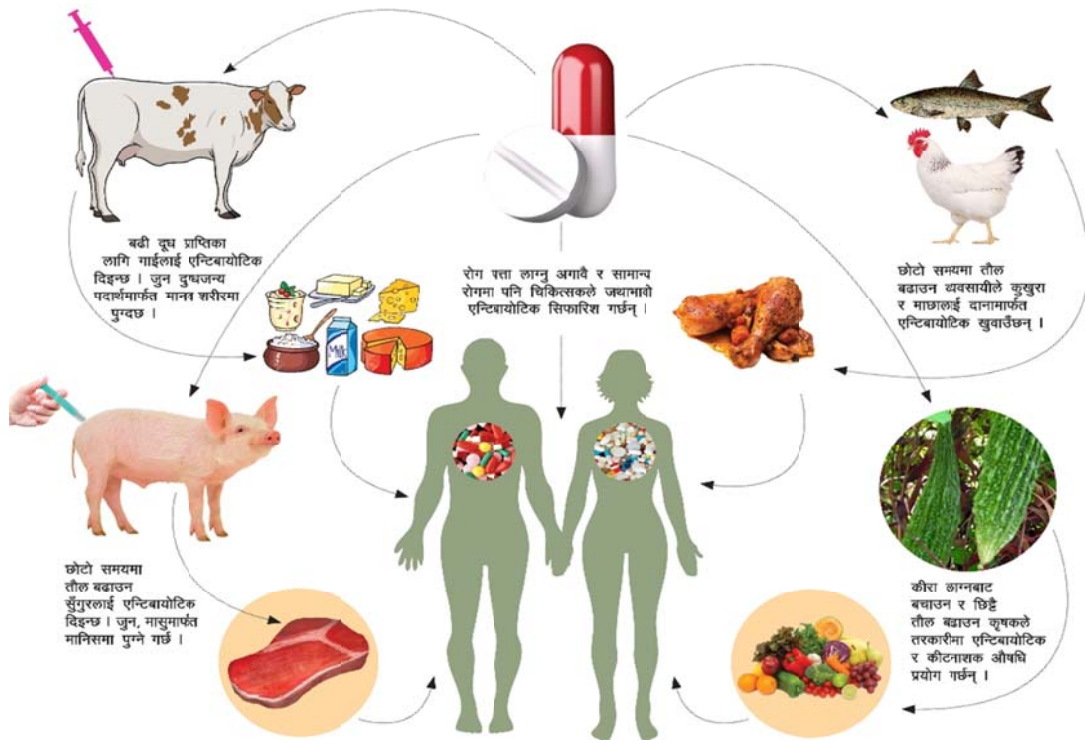 बढी दूध प्राप्तिका
लागि गाईलाई एन्टिबायोटिक
दिइन्छ । जुन दुग्धजन्य
पदार्थमार्फत मानव शरीरमा
पुग्दछ ।
रोग पत्ता लाग्नु अगावै र सामान्य
रोगमा पनि चिकित्सकले जथाभावी
एन्टिबायोटिक सिफारिश गर्छन् ।
छोटो समयमा तौल
बढाउन व्यवसायीले कुखुरा
र माछालाई दानामार्फत
एन्टिबायोटिक खुवाउँछन् ।
Milk
छोटो समयमा
तौल बढाउन
सुँगुरलाई एन्टिबायोटिक
दिइन्छ । जुन, मासुमार्फत
मानिसमा पुग्ने गर्छ ।
कीरा लाग्नबाट
बचाउन र छिट्टै
तौल बढाउन कृषकले
तरकारीमा एन्टिबायोटिक
र कीटनाशक औषधि
प्रयोग गर्छन् ।